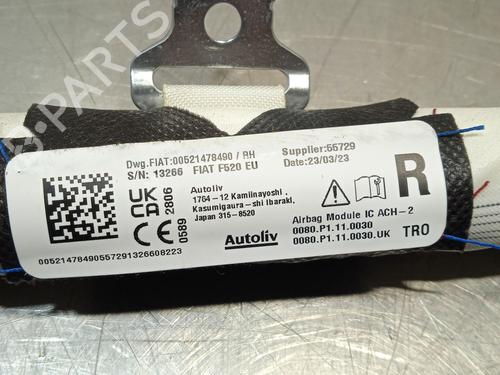 B-PARTS
Dwg.FIAT:00521478490 / RH
Supplier:55729
S/N: 13266 FIAT F520 EU
Date:23/03/23
UK
CA
2806
0589
Autoliv
1764-12 Kamiinayoshi,
Kasumigaura-shi Ibaraki,
Japan 315-8520
R
Autoliv
Airbag Module IC ACH-2
0080.P1.11.0030
0080.P1.11.0030.UK
TRO
00521478490557291326608223